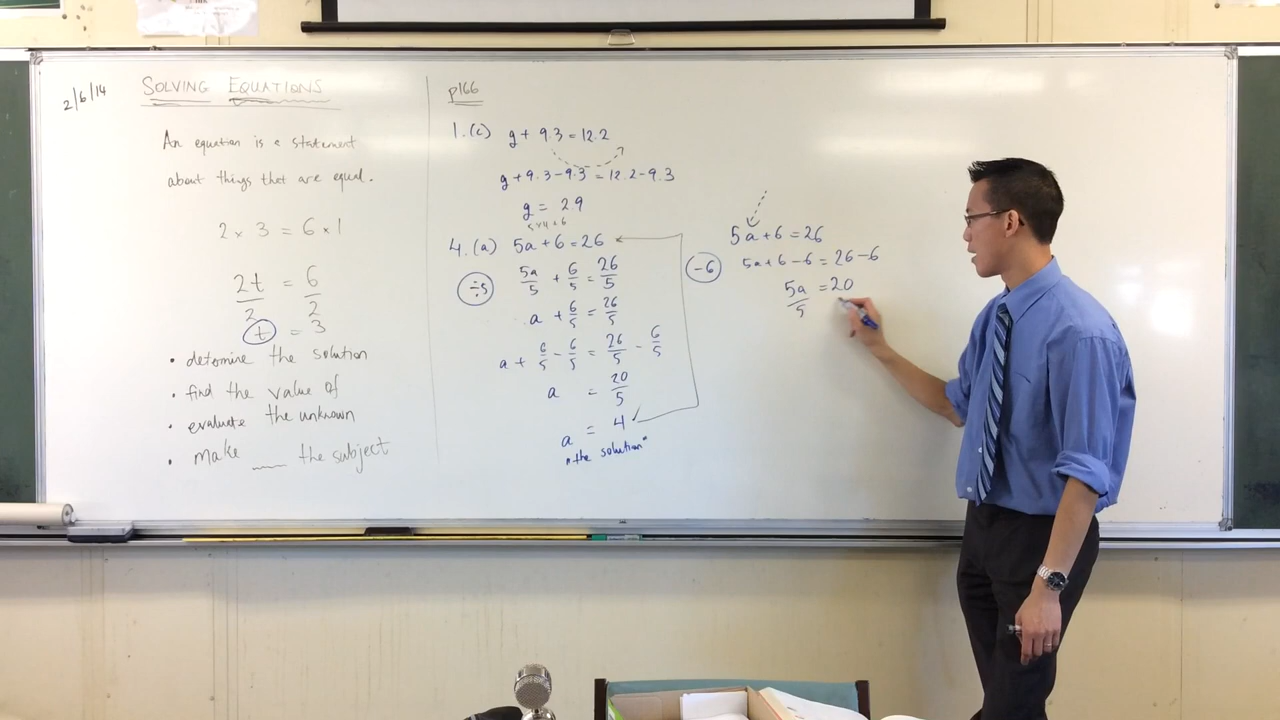 2/6/14
SOLVING EQUATIONS
An equation is a statement
about things that are equal.
2 × 3 = 6 × 1
2t/2 = 6/2
t = 3
• determine the solution
• find the value of
• evaluate the unknown
• make ___ the subject
p166
1.(c) g + 9.3 = 12.2
g + 9.3 - 9.3 = 12.2 - 9.3
g = 2.9
5×4+6
4.(a) 5a + 6 = 26
÷5 5a/5 + 6/5 = 26/5
a + 6/5 = 26/5
a + 6/5 - 6/5 = 26/5 - 6/5
a = 20/5
a = 4
"the solution"
5a + 6 = 26
-6 5a + 6 - 6 = 26 - 6
5a/5 = 20